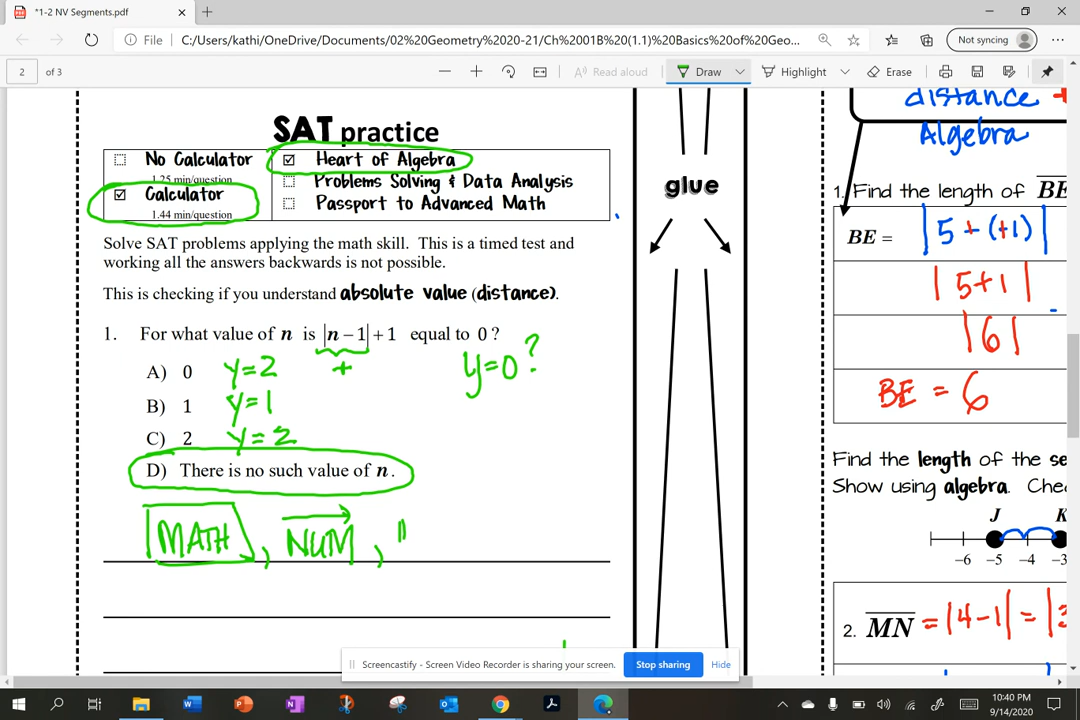 *1-2 NV Segments.pdf
File C:/Users/kathi/OneDrive/Documents/02%20Geometry%2020-21/Ch%2001B%20(1.1)%20Basics%20of%20Geo... Not syncing
2 of 3 Read aloud Draw Highlight Erase
SAT practice
No Calculator
1.25 min/question
Calculator
1.44 min/question
Heart of Algebra
Problems Solving & Data Analysis
Passport to Advanced Math
Solve SAT problems applying the math skill. This is a timed test and
working all the answers backwards is not possible.
This is checking if you understand absolute value (distance).
1. For what value of n is |n − 1| + 1 equal to 0?
+ y=0?
A) 0 y=2
B) 1 y=1
C) 2 y=2
D) There is no such value of n.
MATH, NUM, "
glue
distance +
Algebra
1. Find the length of BE
BE = |5+(+1)|
|5+1|
|6|
BE = 6
Find the length of the se
Show using algebra. Che
J K
-6 -5 -4 -3
2. MN = |4-1| = |3
Screencastify - Screen Video Recorder is sharing your screen. Stop sharing Hide
10:40 PM
9/14/2020